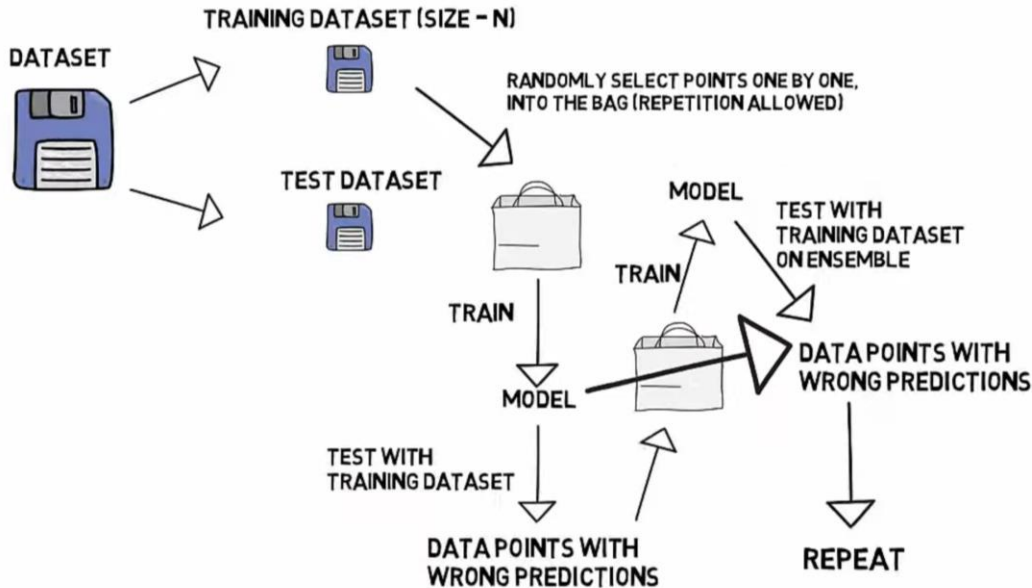 TRAINING DATASET (SIZE – N)
DATASET
RANDOMLY SELECT POINTS ONE BY ONE,
INTO THE BAG (REPETITION ALLOWED)
TEST DATASET
MODEL
TEST WITH
TRAINING DATASET
ON ENSEMBLE
TRAIN
TRAIN
DATA POINTS WITH
WRONG PREDICTIONS
MODEL
TEST WITH
TRAINING DATASET
DATA POINTS WITH
WRONG PREDICTIONS
REPEAT